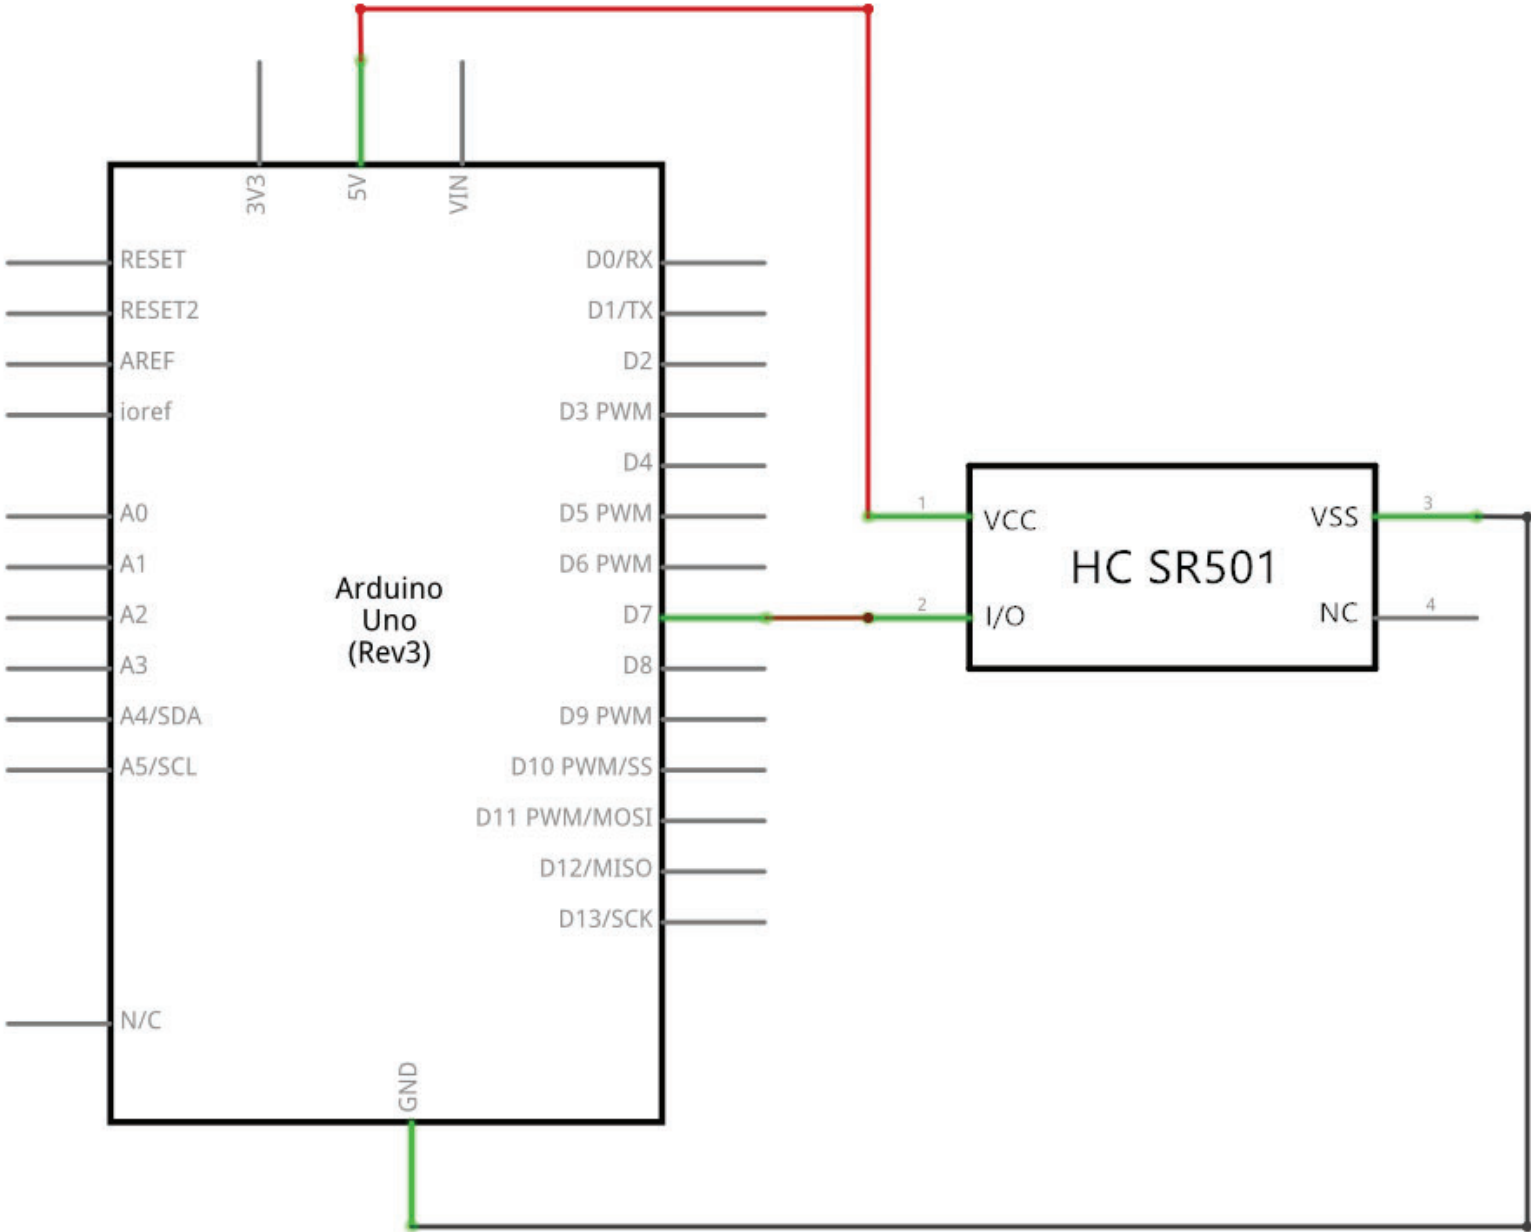 3V3
5V
VIN
RESET
RESET2
AREF
ioref
A0
A1
A2
A3
A4/SDA
A5/SCL
N/C
Arduino
Uno
(Rev3)
D0/RX
D1/TX
D2
D3 PWM
D4
D5 PWM
D6 PWM
D7
D8
D9 PWM
D10 PWM/SS
D11 PWM/MOSI
D12/MISO
D13/SCK
GND
1
VCC
2
I/O
HC SR501
VSS
3
NC
4